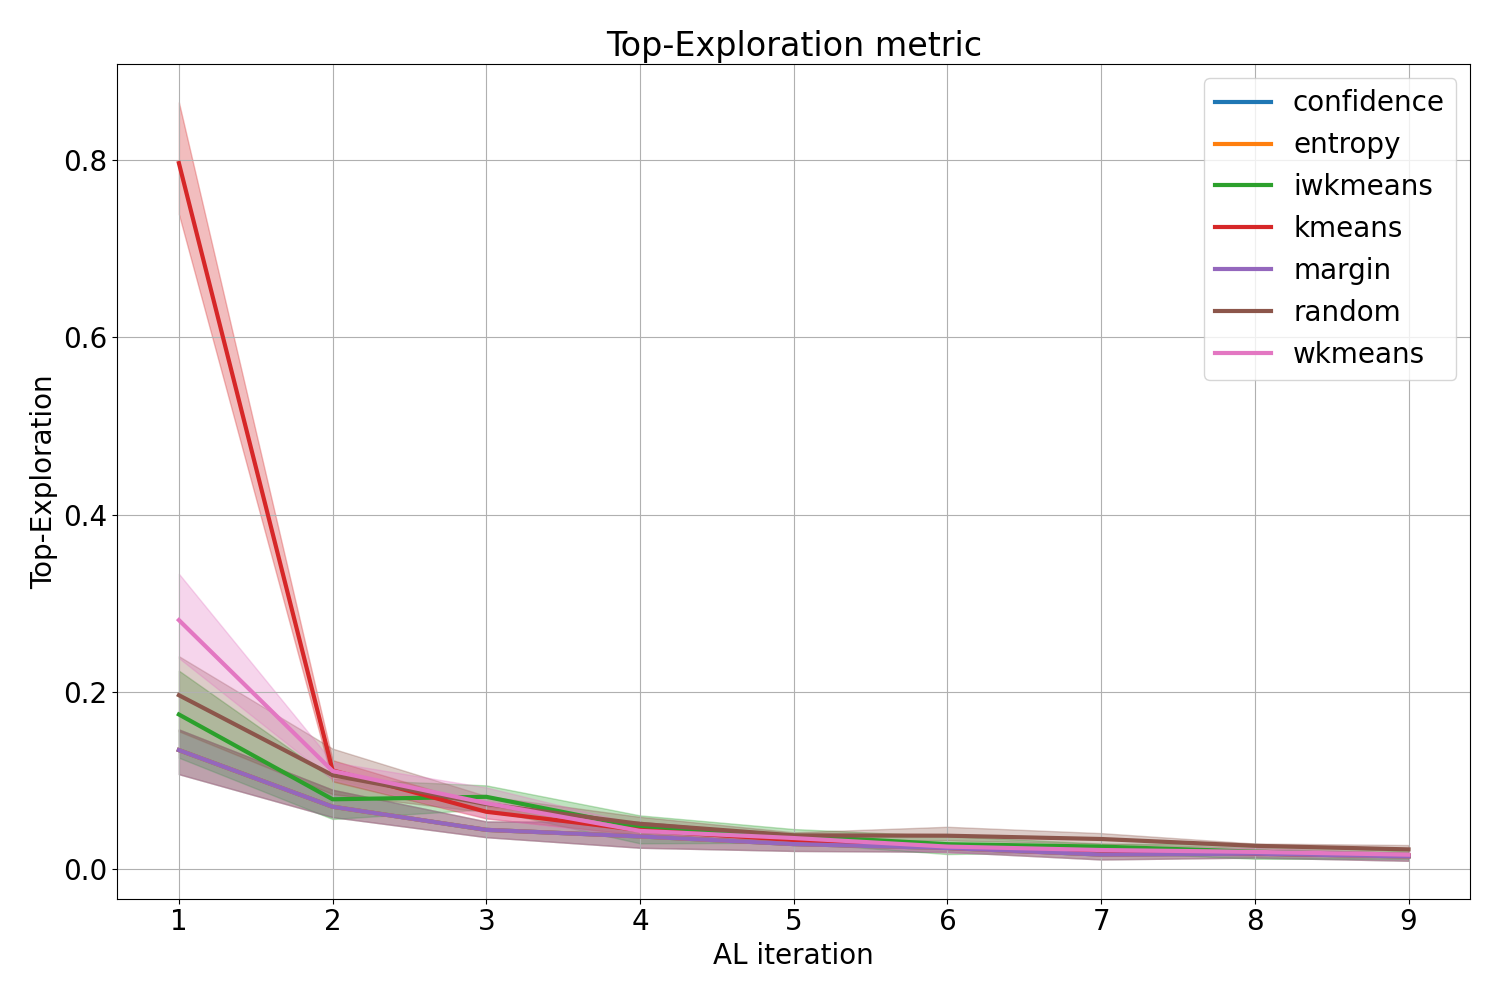 Top-Exploration metric
confidence
entropy
iwkmeans
kmeans
margin
random
wkmeans
Top-Exploration
0.8
0.6
0.4
0.2
0.0
1 2 3 4 5 6 7 8 9
AL iteration